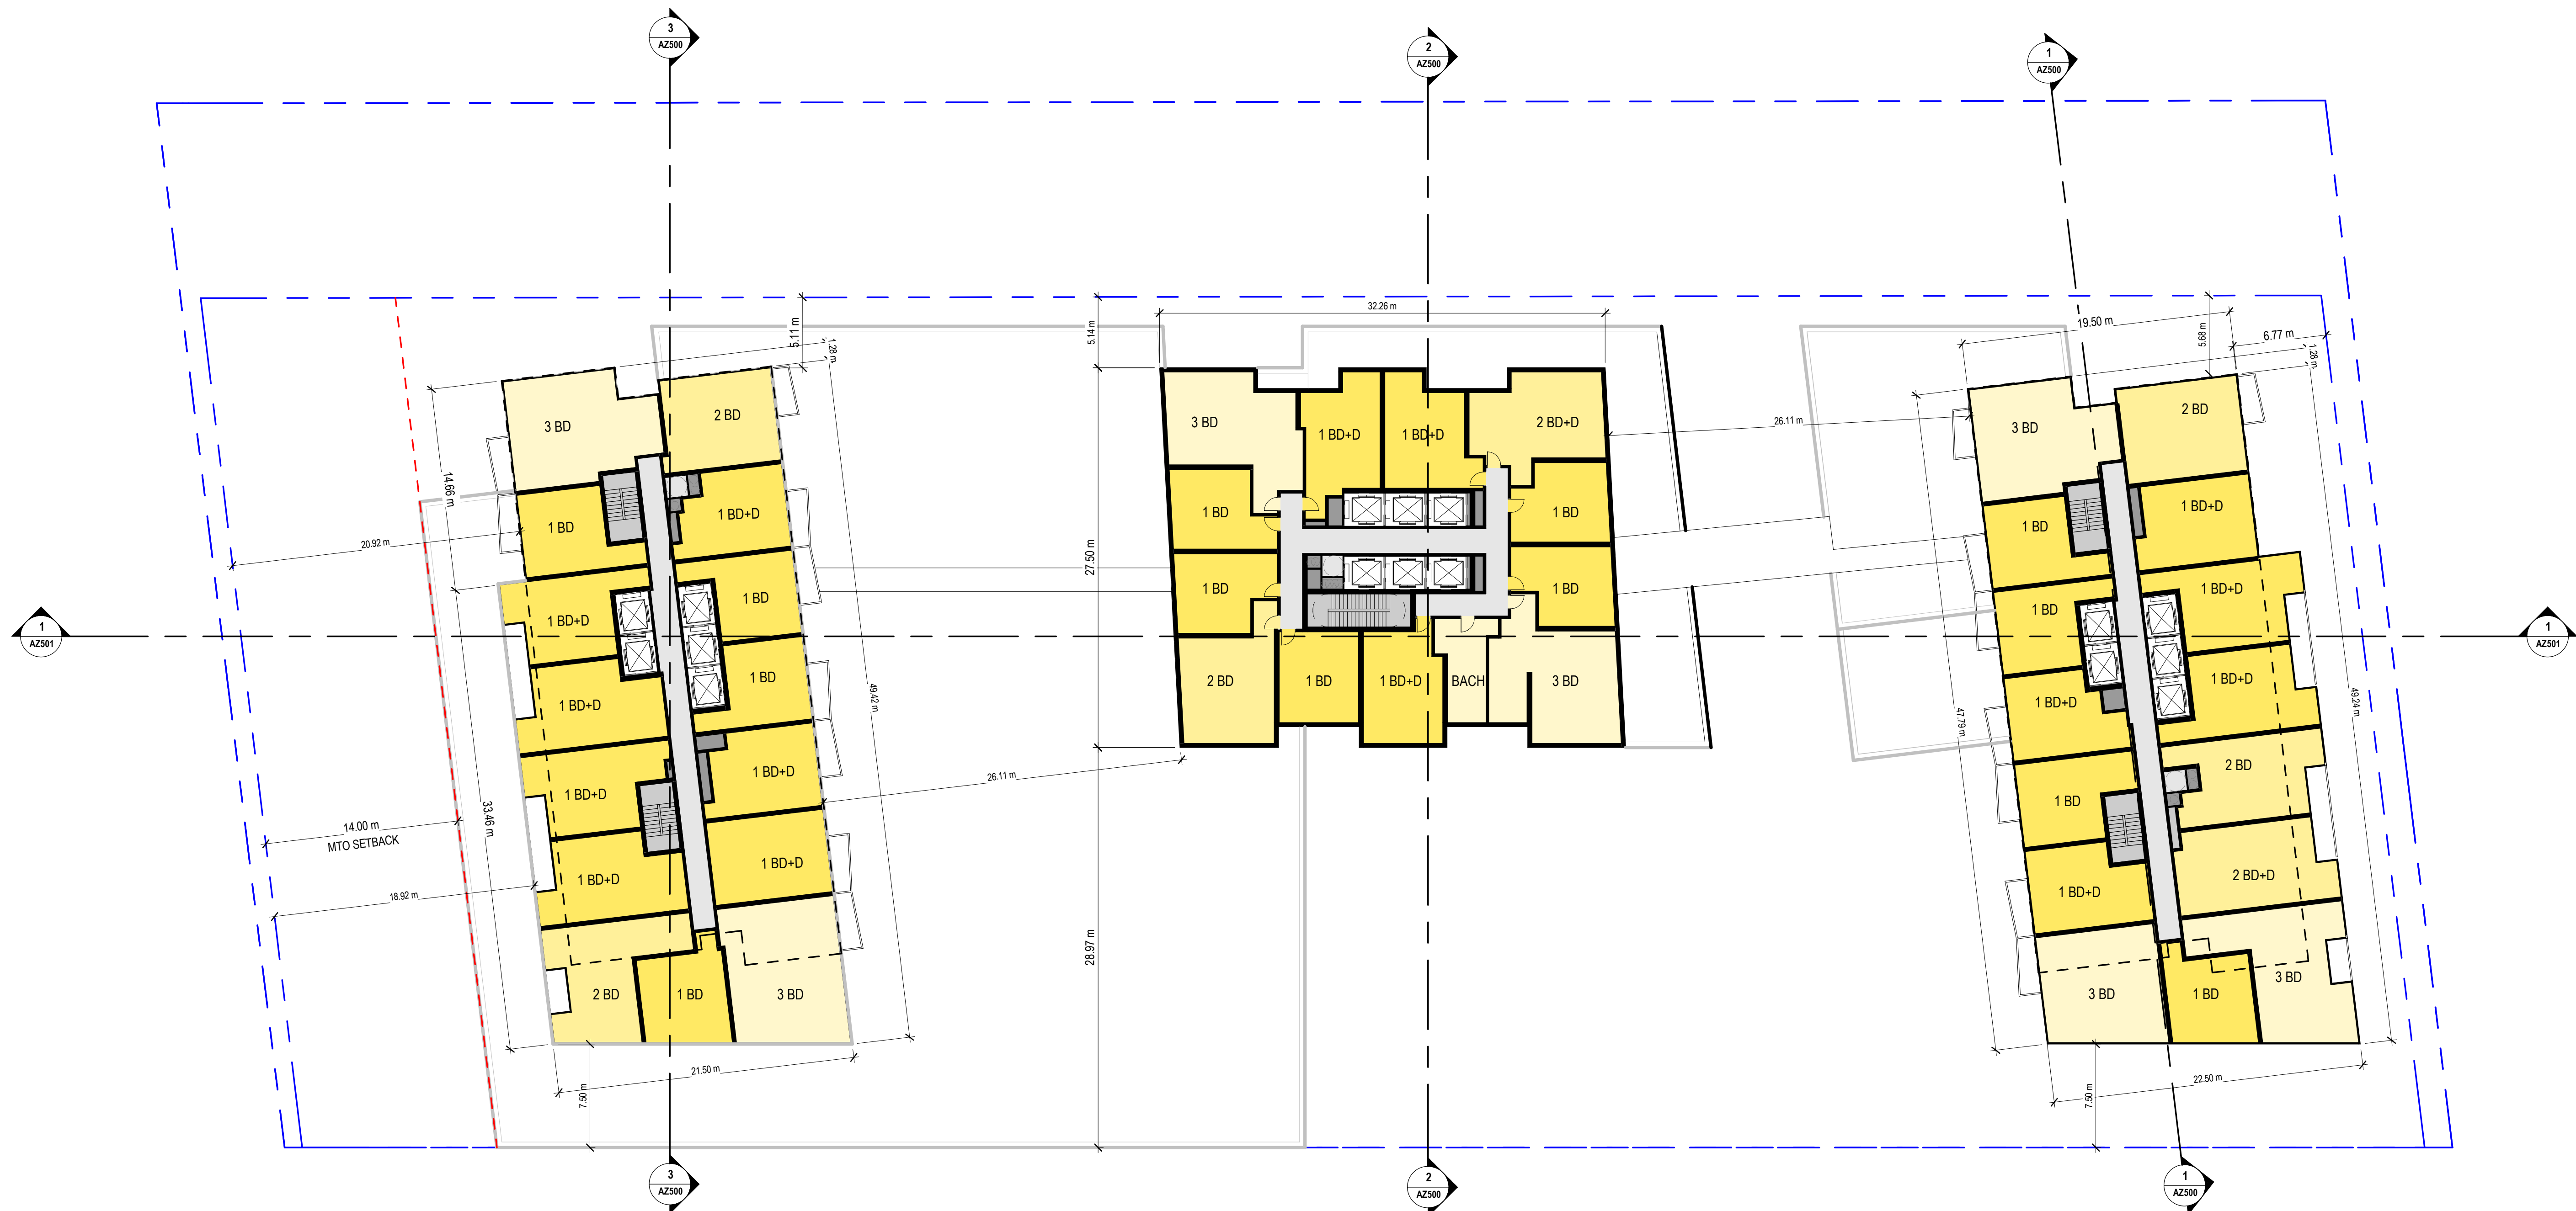 3
AZ500
2
AZ500
1
AZ500
5.11 m
5.14 m
32.26 m
5.68 m
19.50 m
6.77 m
1.28 m
1.28 m
3 BD
2 BD
3 BD
1 BD+D
1 BD+D
2 BD+D
26.11 m
3 BD
2 BD
14.66 m
1 BD
1 BD+D
1 BD
1 BD
1 BD
1 BD+D
20.92 m
27.50 m
1 BD+D
1 BD
1 BD
1 BD
1 BD
1 BD+D
1
AZ501
1
AZ501
1 BD+D
1 BD
49.42 m
2 BD
1 BD
1 BD+D
BACH
3 BD
47.79 m
1 BD+D
1 BD+D
49.24 m
1 BD+D
1 BD+D
26.11 m
1 BD
2 BD
33.46 m
14.00 m
MTO SETBACK
1 BD+D
1 BD+D
1 BD+D
2 BD+D
18.92 m
28.97 m
2 BD
1 BD
3 BD
3 BD
1 BD
3 BD
21.50 m
7.50 m
22.50 m
7.50 m
3
AZ500
2
AZ500
1
AZ500